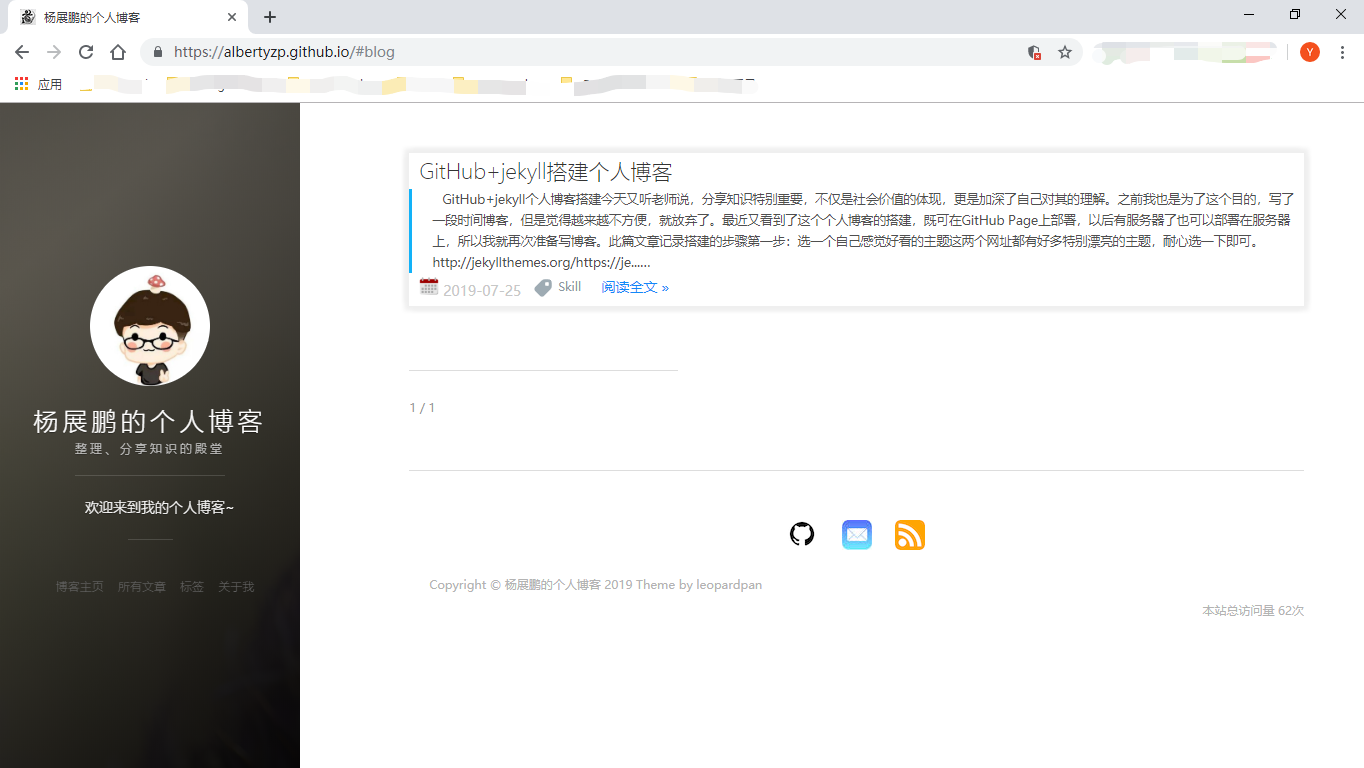 杨展鹏的个人博客
https://albertyzp.github.io/#blog
Y
应用
GitHub+jekyll搭建个人博客
GitHub+jekyll个人博客搭建今天又听老师说，分享知识特别重要，不仅是社会价值的体现，更是加深了自己对其的理解。之前我也是为了这个目的，写了
一段时间博客，但是觉得越来越不方便，就放弃了。最近又看到了这个个人博客的搭建，既可在GitHub Page上部署，以后有服务器了也可以部署在服务器
上，所以我就再次准备写博客。此篇文章记录搭建的步骤第一步：选一个自己感觉好看的主题这两个网址都有好多特别漂亮的主题，耐心选一下即可。
http://jekyllthemes.org/https://je......
2019-07-25 Skill 阅读全文 »
杨展鹏的个人博客
整理、分享知识的殿堂
欢迎来到我的个人博客~
博客主页 所有文章 标签 关于我
1 / 1
Copyright © 杨展鹏的个人博客 2019 Theme by leopardpan
本站总访问量 62次